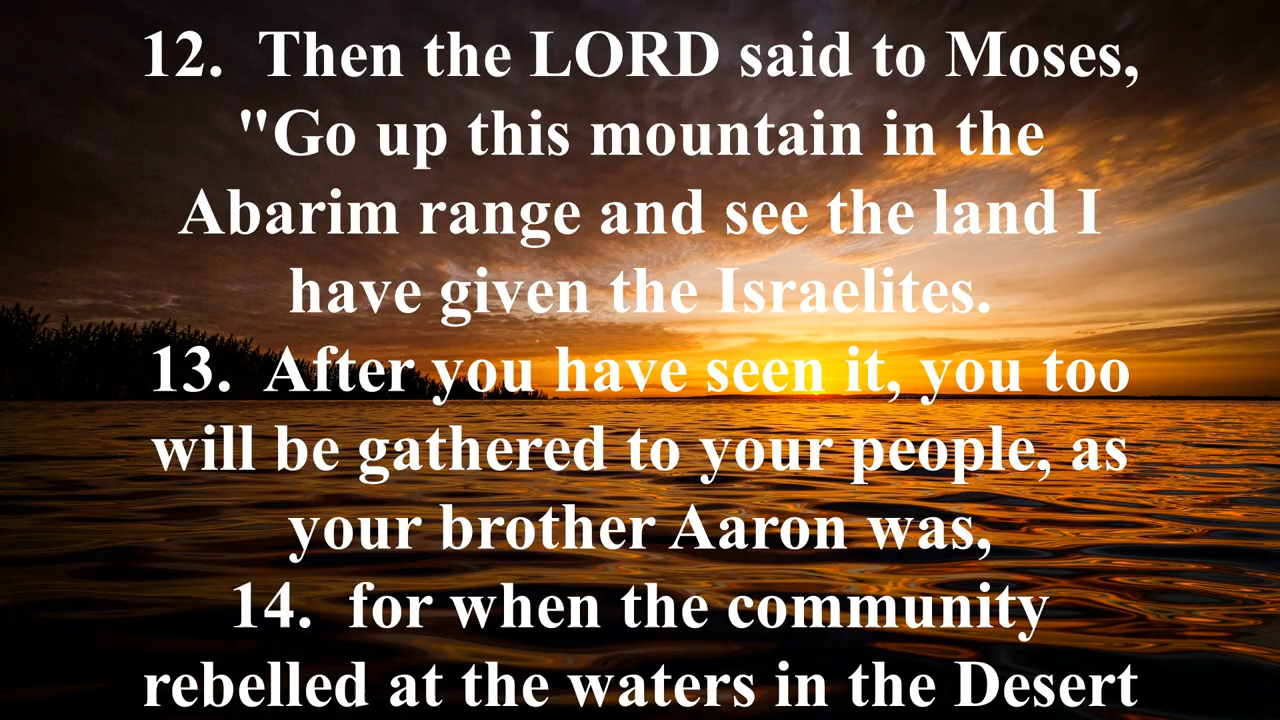 12.  Then the LORD said to Moses,
"Go up this mountain in the
Abarim range and see the land I
have given the Israelites.
13.  After you have seen it, you too
will be gathered to your people, as
your brother Aaron was,
14.  for when the community
rebelled at the waters in the Desert